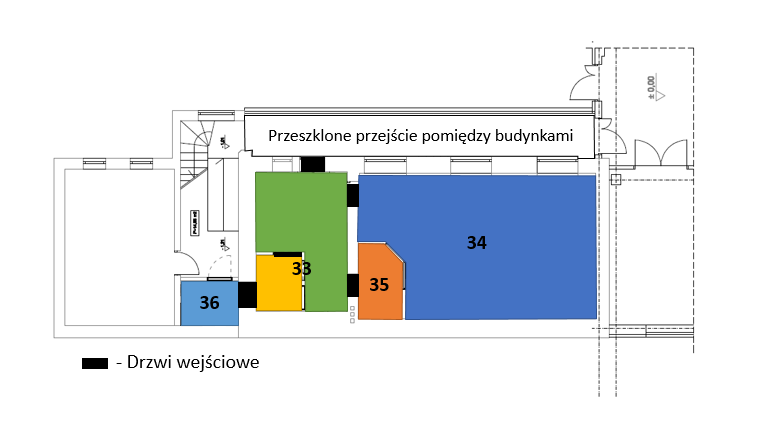 ± 0,00
Przeszklone przejście pomiędzy budynkami
34
33
35
36
- Drzwi wejściowe